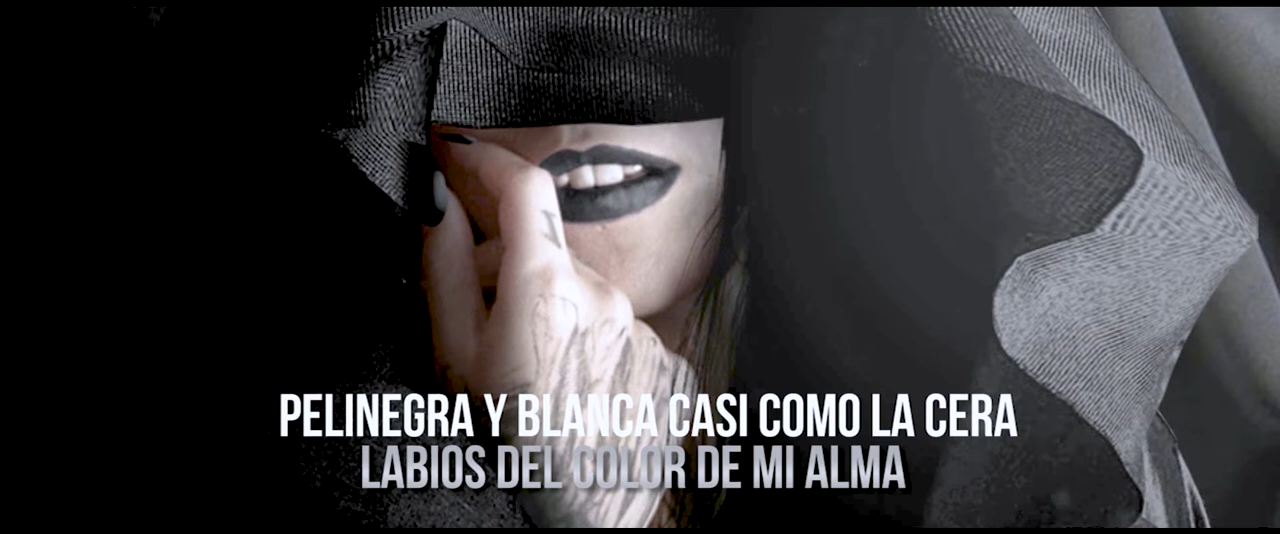 PELINEGRA Y BLANCA CASI COMO LA CERA
LABIOS DEL COLOR DE MI ALMA